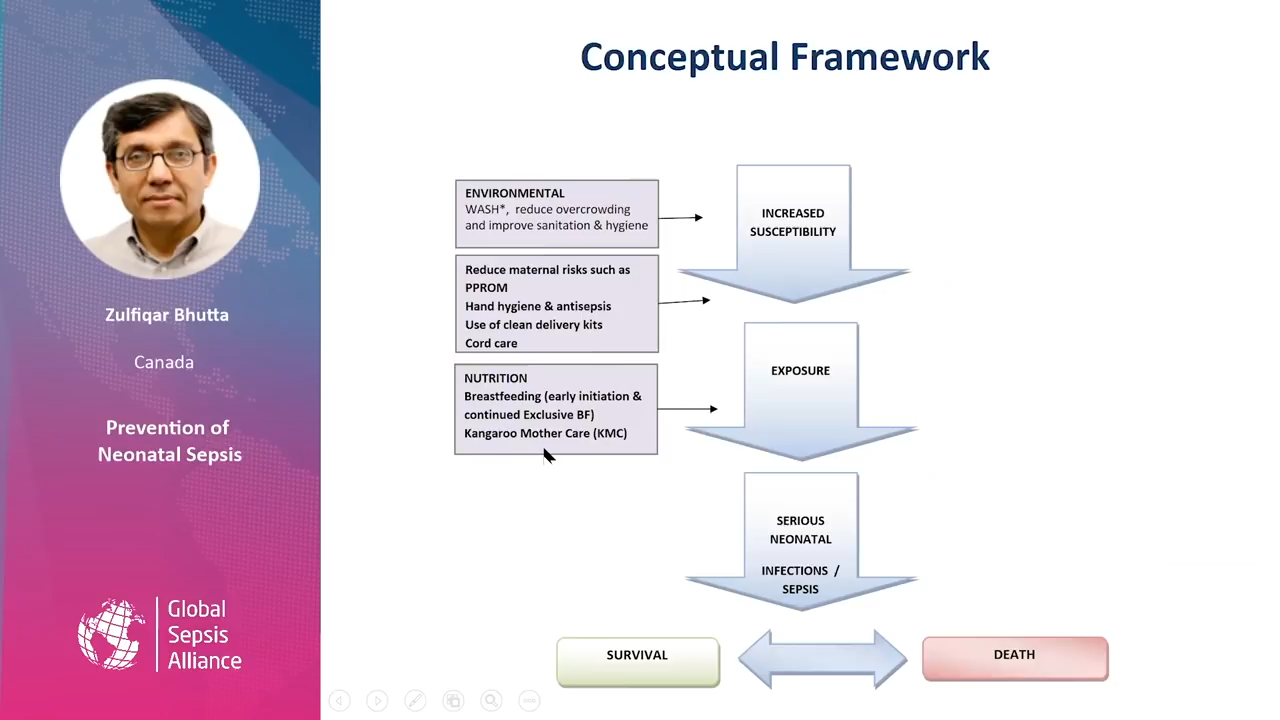 Conceptual Framework
Zulfiqar Bhutta
Canada
Prevention of
Neonatal Sepsis
Global
Sepsis
Alliance
ENVIRONMENTAL
WASH*, reduce overcrowding
and improve sanitation & hygiene
Reduce maternal risks such as
PPROM
Hand hygiene & antisepsis
Use of clean delivery kits
Cord care
NUTRITION
Breastfeeding (early initiation &
continued Exclusive BF)
Kangaroo Mother Care (KMC)
INCREASED
SUSCEPTIBILITY
EXPOSURE
SERIOUS
NEONATAL
INFECTIONS /
SEPSIS
SURVIVAL
DEATH